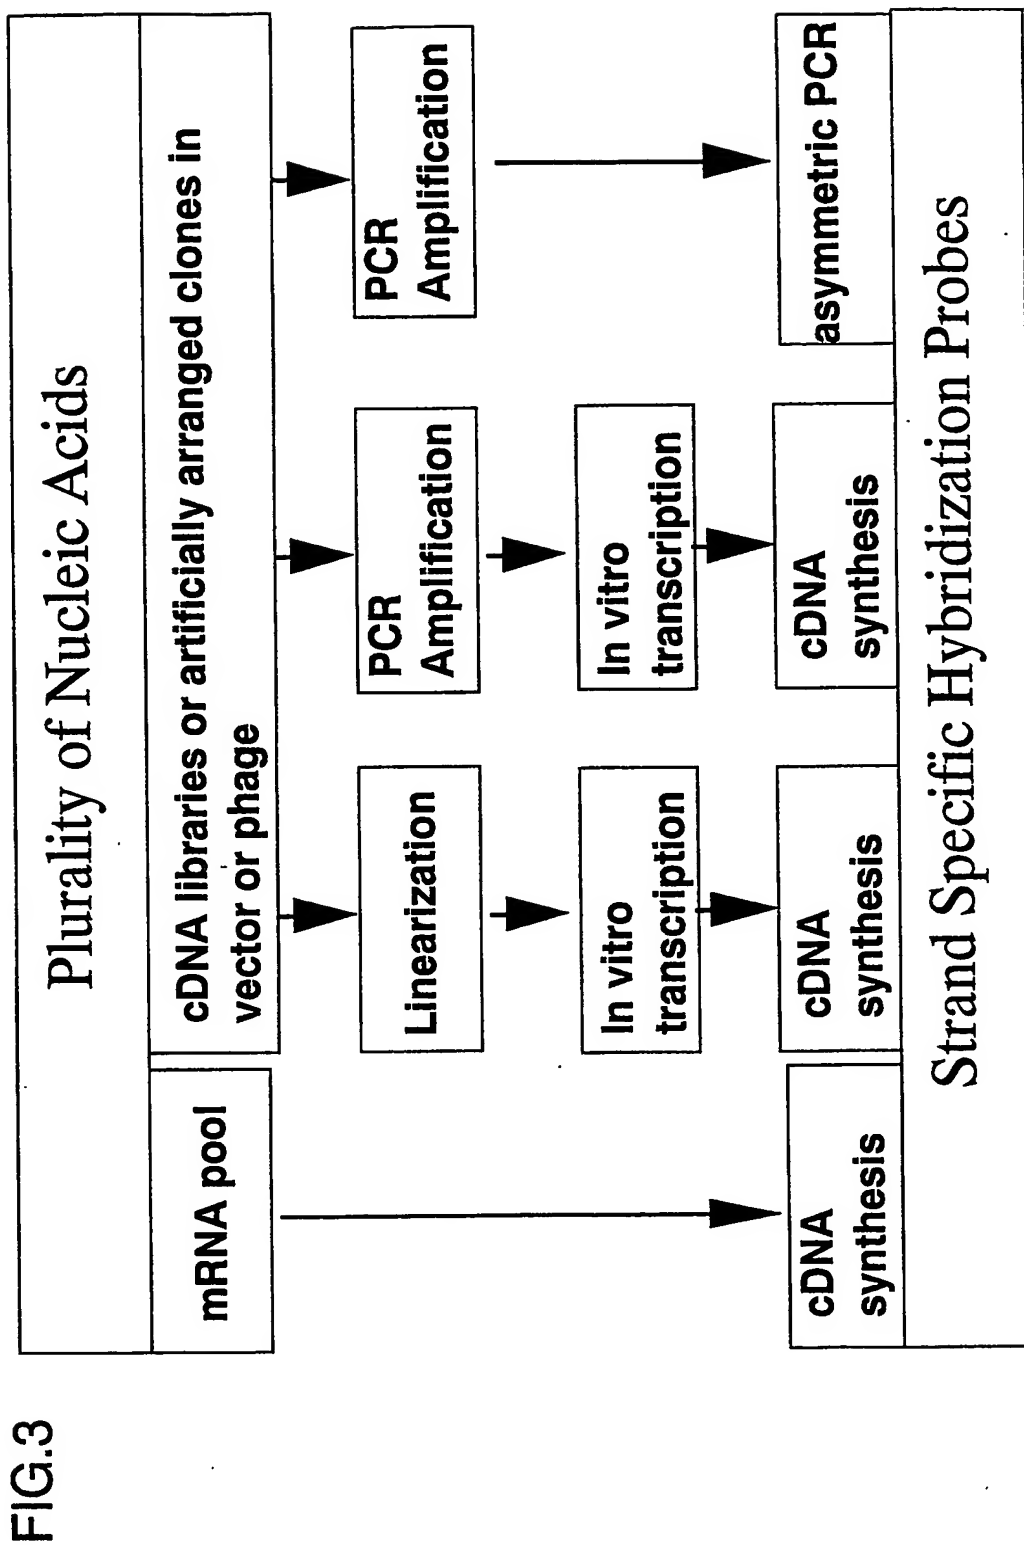 FIG.3
Plurality of Nucleic Acids
mRNA pool
cDNA libraries or artificially arranged clones in
vector or phage
Linearization
PCR
Amplification
PCR
Amplification
In vitro
transcription
In vitro
transcription
cDNA
synthesis
cDNA
synthesis
cDNA
synthesis
asymmetric PCR
Strand Specific Hybridization Probes